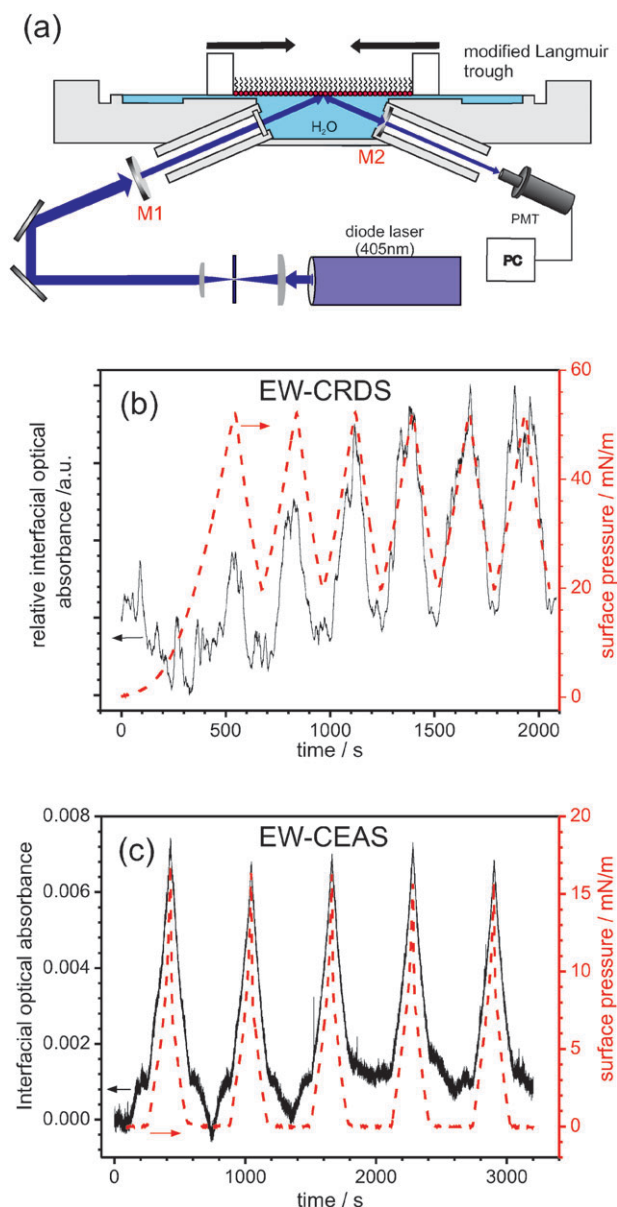 (a)
modified Langmuir
trough
H₂O
M2
M1
PMT
diode laser
(405nm)
PC
(b)
EW-CRDS
relative interfacial optical
absorbance /a.u.
60
40
20
0
surface pressure / mN/m
0 500 1000 1500 2000
time / s
(c)
EW-CEAS
Interfacial optical absorbance
0.008
0.006
0.004
0.002
0.000
20
15
10
5
0
surface pressure / mN/m
0 1000 2000 3000
time / s